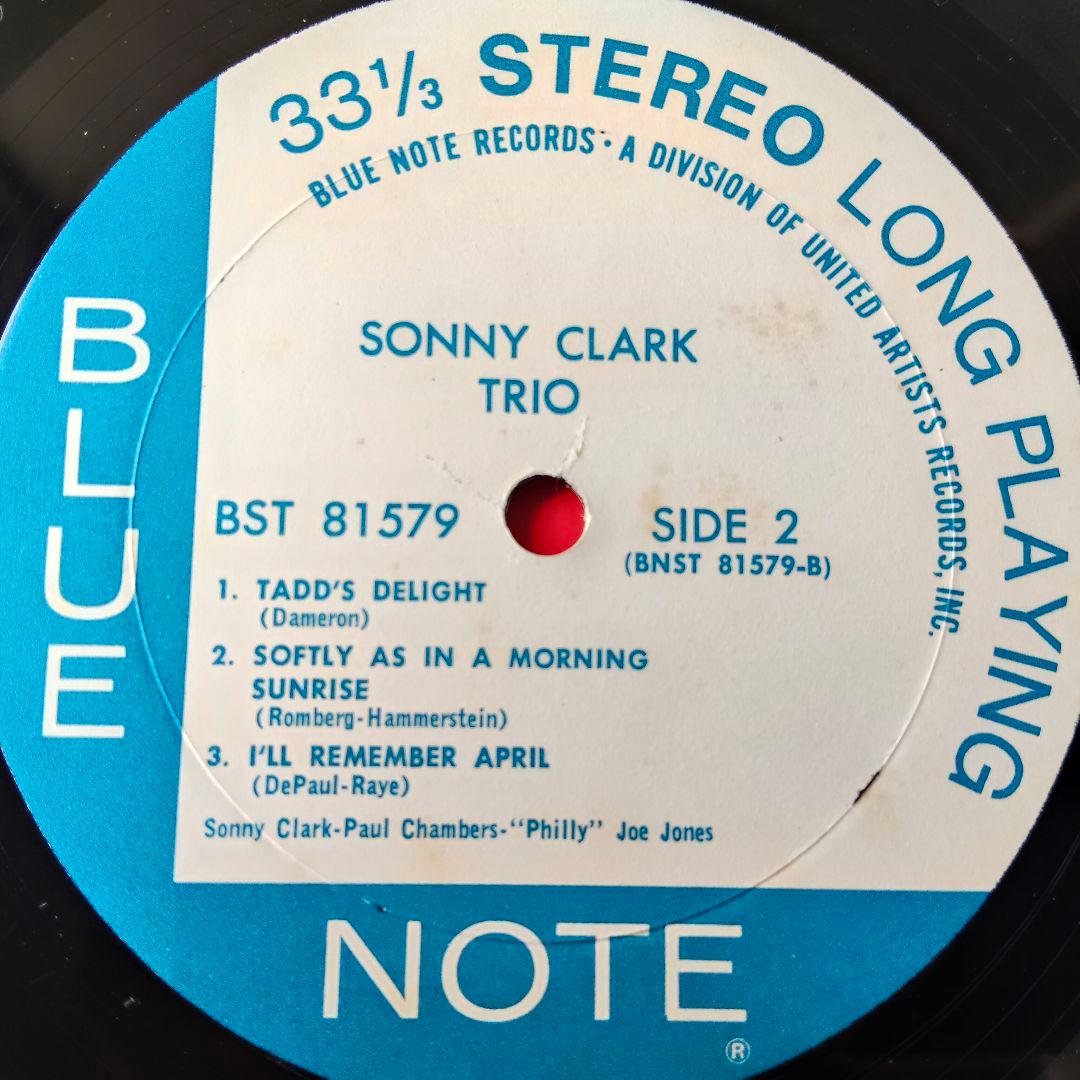 33⅓ STEREO LONG PLAYING
BLUE NOTE RECORDS · A DIVISION OF UNITED ARTISTS RECORDS, INC.
SONNY CLARK
TRIO
BST 81579
SIDE 2
(BNST 81579-B)
1. TADD'S DELIGHT
(Dameron)
2. SOFTLY AS IN A MORNING
SUNRISE
(Romberg-Hammerstein)
3. I'LL REMEMBER APRIL
(DePaul-Raye)
Sonny Clark-Paul Chambers-"Philly" Joe Jones
BLUE
NOTE
®